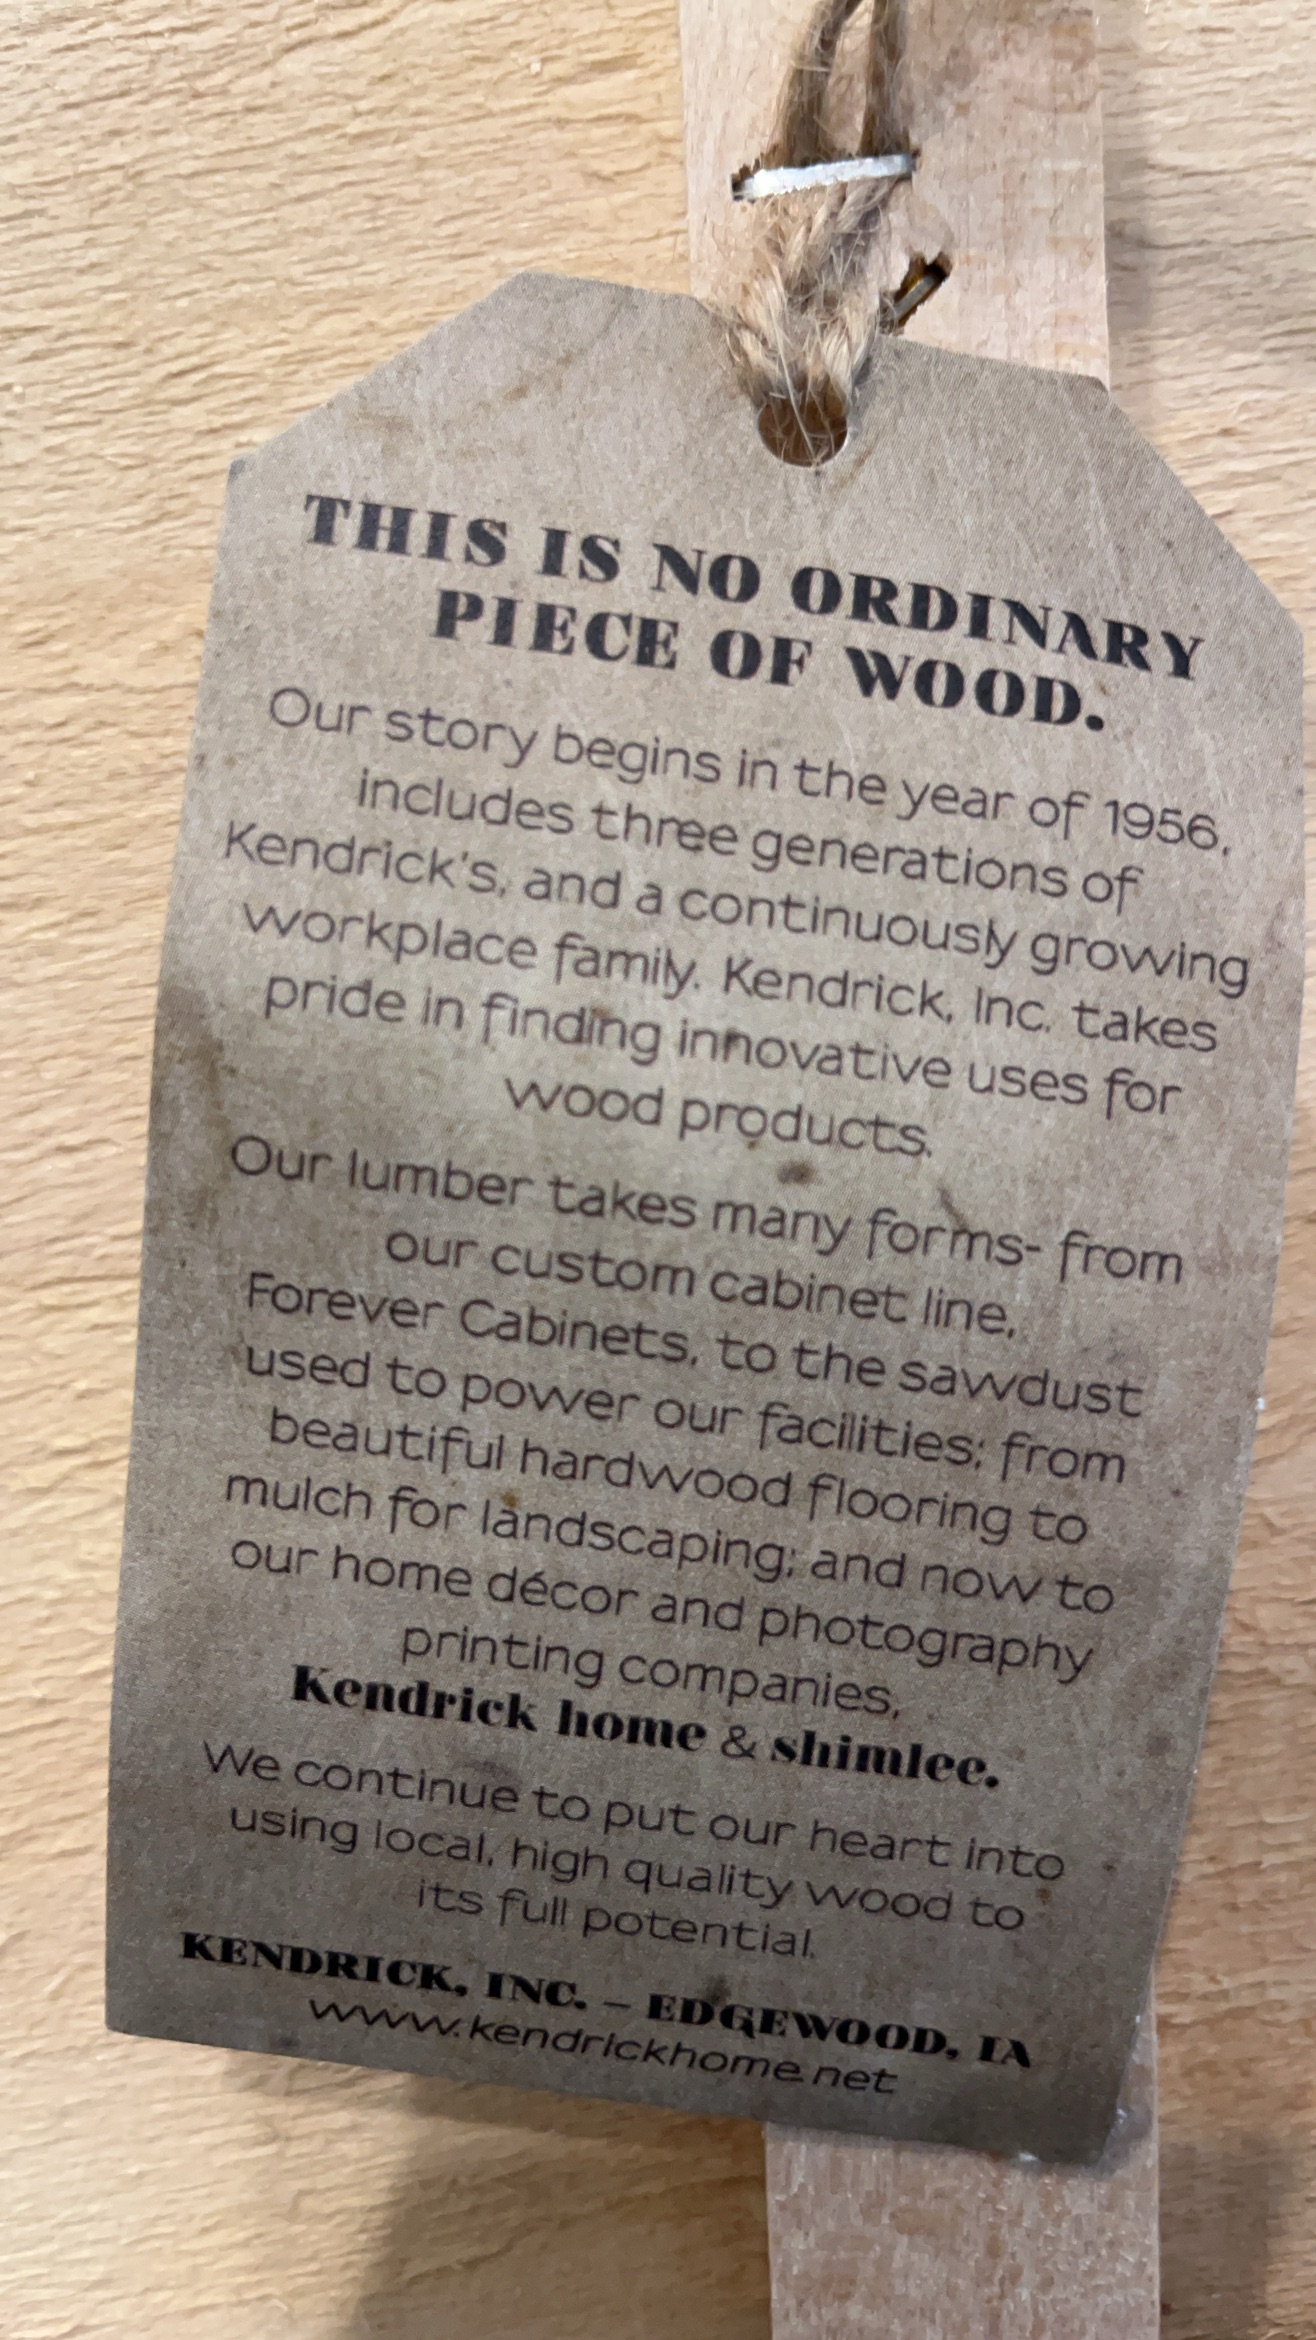 THIS IS NO ORDINARY
PIECE OF WOOD.
Our story begins in the year of 1956,
includes three generations of
Kendrick's, and a continuously growing
workplace family. Kendrick, Inc. takes
pride in finding innovative uses for
wood products.
Our lumber takes many forms- from
our custom cabinet line,
Forever Cabinets, to the sawdust
used to power our facilities; from
beautiful hardwood flooring to
mulch for landscaping; and now to
our home décor and photography
printing companies,
Kendrick home & shimlee.
We continue to put our heart into
using local, high quality wood to
its full potential.
KENDRICK, INC. – EDGEWOOD, IA
www.kendrickhome.net